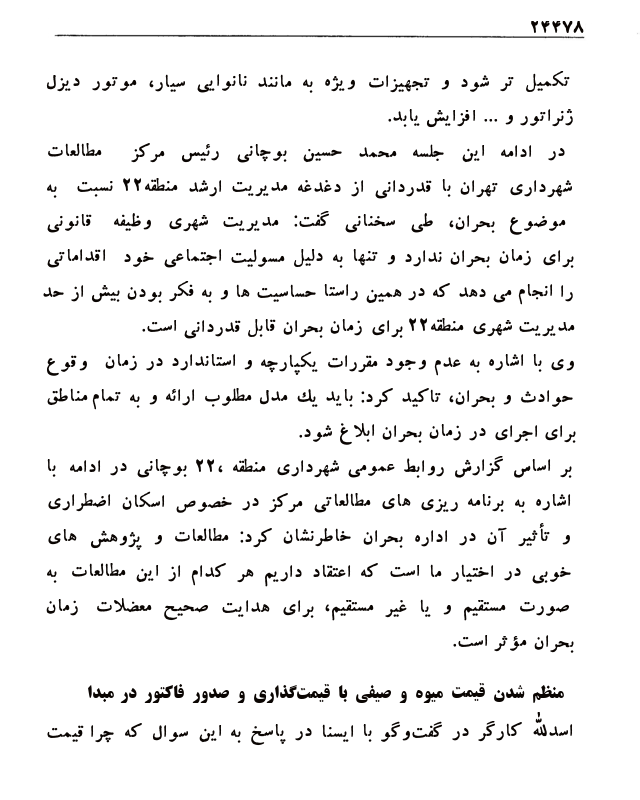 ۲۴۴۷۸
تکمیل تر شود و تجهیزات ویژه به مانند نانوایی سیار، موتور دیزل
ژنراتور و ... افزایش یابد.
در ادامه این جلسه محمد حسین بوچانی رئیس مرکز مطالعات
شهرداری تهران با قدردانی از دغدغه مدیریت ارشد منطقه۲۲ نسبت به
موضوع بحران، طی سخنانی گفت: مدیریت شهری وظیفه قانونی
برای زمان بحران ندارد و تنها به دلیل مسولیت اجتماعی خود اقداماتی
را انجام می دهد که در همین راستا حساسیت ها و به فکر بودن بیش از حد
مدیریت شهری منطقه۲۲ برای زمان بحران قابل قدردانی است.
وی با اشاره به عدم وجود مقررات یکپارچه و استاندارد در زمان وقوع
حوادث و بحران، تاکید کرد: باید یك مدل مطلوب ارائه و به تمام مناطق
برای اجرای در زمان بحران ابلاغ شود.
بر اساس گزارش روابط عمومی شهرداری منطقه ،۲۲ بوچانی در ادامه با
اشاره به برنامه ریزی های مطالعاتی مرکز در خصوص اسکان اضطراری
و تأثیر آن در اداره بحران خاطرنشان کرد: مطالعات و پژوهش های
خوبی در اختیار ما است که اعتقاد داریم هر کدام از این مطالعات به
صورت مستقیم و یا غیر مستقیم، برای هدایت صحیح معضلات زمان
بحران مؤثر است.
منظم شدن قیمت میوه و صیفی با قیمت‌گذاری و صدور فاکتور در مبدا
اسدالله کارگر در گفت‌وگو با ایسنا در پاسخ به این سوال که چرا قیمت